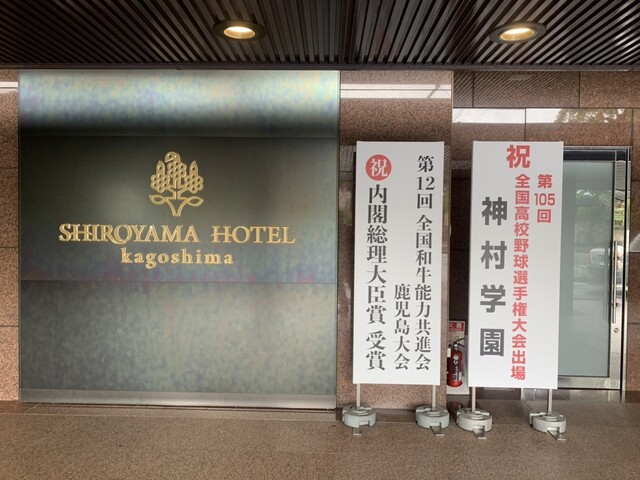 SHIROYAMA HOTEL
kagoshima
第12回 全国和牛能力共進会
鹿児島大会
祝 内閣総理大臣賞 受賞
祝
第105回
全国高校野球選手権大会出場
神村学園